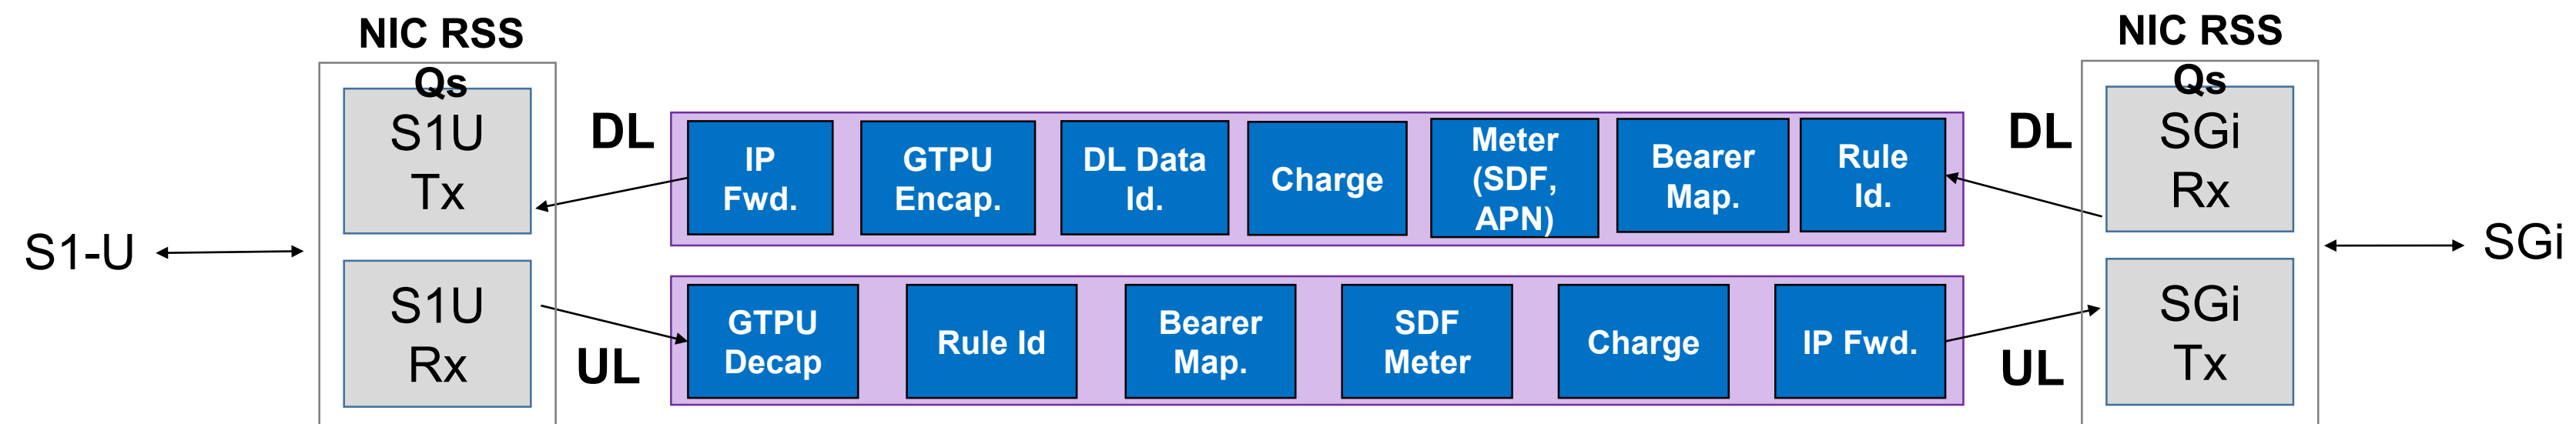 NIC RSS
Qs
S1U
Tx
S1U
Rx
S1-U
DL
UL
IP
Fwd.
GTPU
Encap.
DL Data
Id.
Charge
Meter
(SDF,
APN)
Bearer
Map.
Rule
Id.
GTPU
Decap
Rule Id
Bearer
Map.
SDF
Meter
Charge
IP Fwd.
DL
UL
NIC RSS
Qs
SGi
Rx
SGi
Tx
SGi